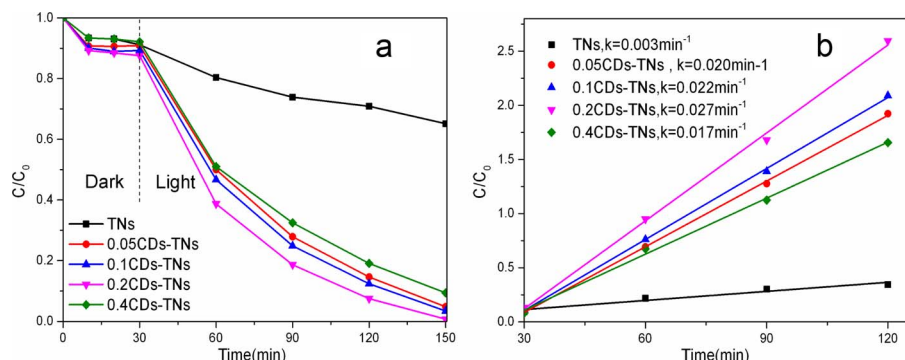 a
1.0
0.8
0.6
0.4
0.2
0.0
C/C0
Dark
Light
TNs
0.05CDs-TNs
0.1CDs-TNs
0.2CDs-TNs
0.4CDs-TNs
0
30
60
90
120
150
Time(min)
b
2.5
2.0
1.5
1.0
0.5
0.0
C/C0
TNs,k=0.003min-1
0.05CDs-TNs , k=0.020min-1
0.1CDs-TNs,k=0.022min-1
0.2CDs-TNs,k=0.027min-1
0.4CDs-TNs,k=0.017min-1
30
60
90
120
Time(min)